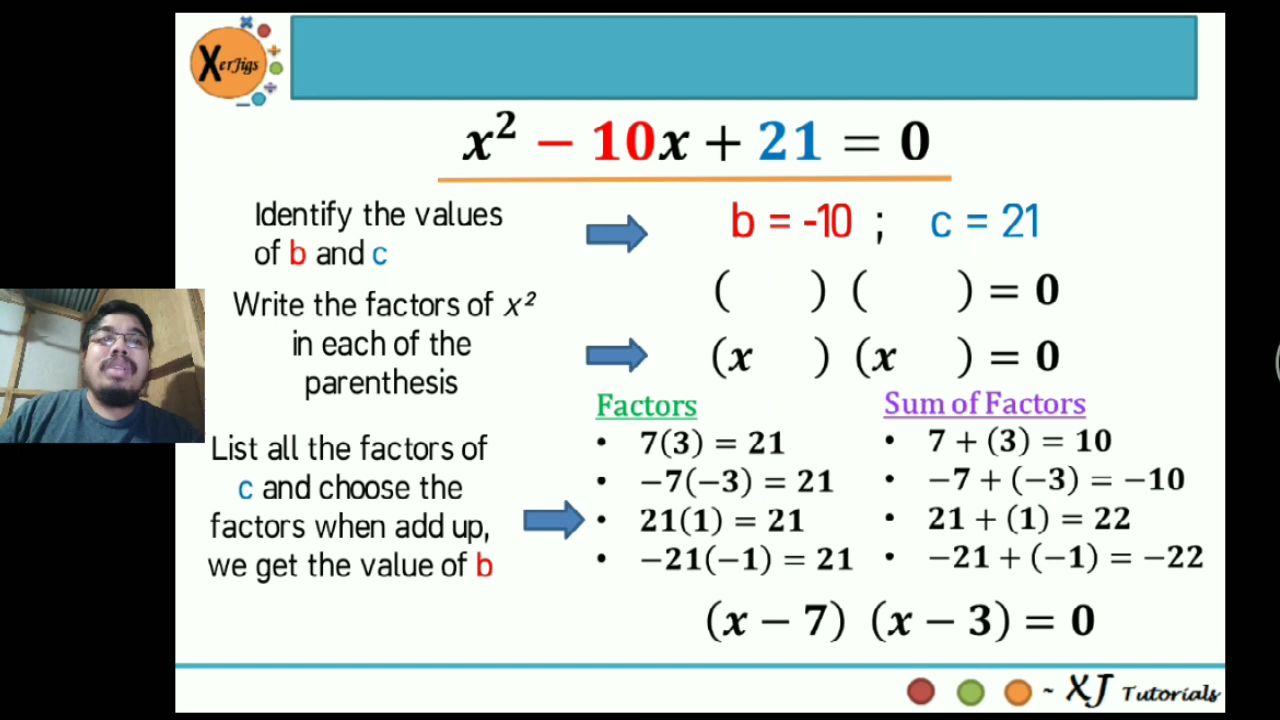 XerJigs
x² − 10x + 21 = 0
Identify the values
of b and c
b = -10 ; c = 21
( ) ( ) = 0
Write the factors of x²
in each of the
parenthesis
(x ) (x ) = 0
Factors
Sum of Factors
• 7(3) = 21
• 7 + (3) = 10
• −7(−3) = 21
• −7 + (−3) = −10
• 21(1) = 21
• 21 + (1) = 22
• −21(−1) = 21
• −21 + (−1) = −22
List all the factors of
c and choose the
factors when add up,
we get the value of b
(x − 7) (x − 3) = 0
~ XJ Tutorials